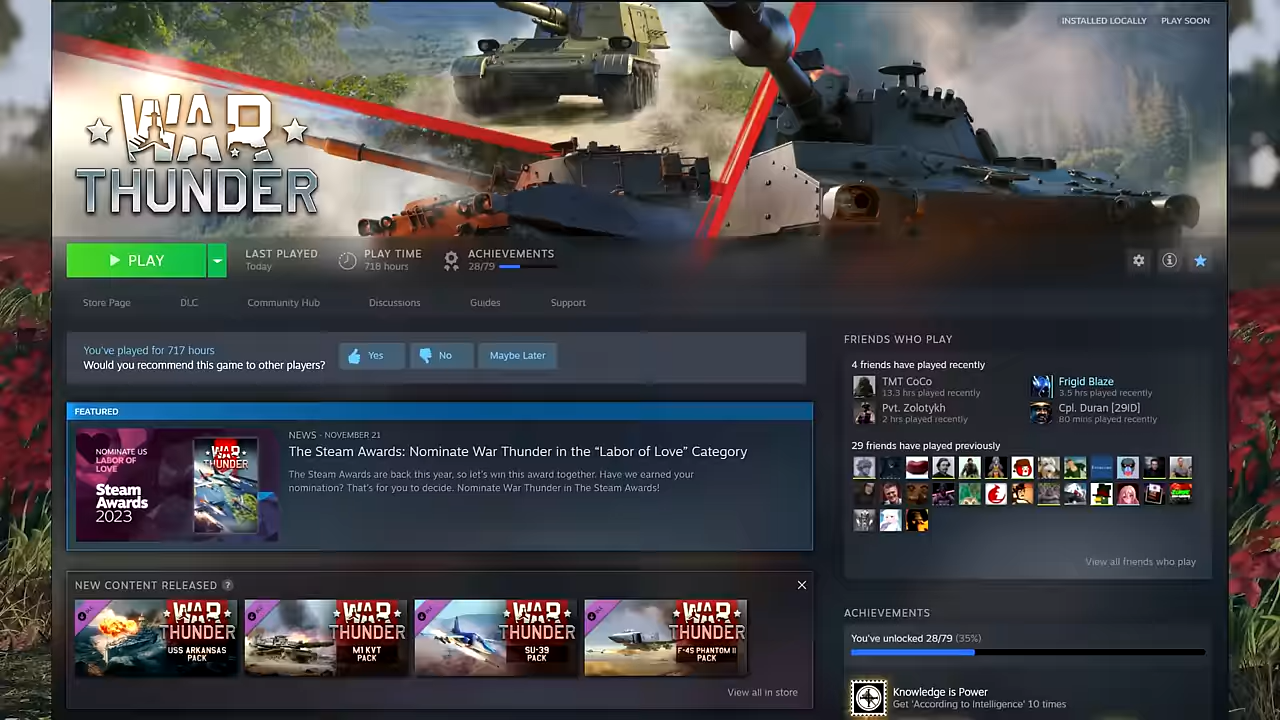 INSTALLED LOCALLY PLAY SOON
WAR
THUNDER
PLAY
LAST PLAYED
Today
PLAY TIME
718 hours
ACHIEVEMENTS
28/79
Store Page DLC Community Hub Discussions Guides Support
You've played for 717 hours
Would you recommend this game to other players?
Yes
No
Maybe Later
FEATURED
NOMINATE US
LABOR OF
LOVE
Steam
Awards
2023
WAR
THUNDER
NEWS - NOVEMBER 21
The Steam Awards: Nominate War Thunder in the “Labor of Love” Category
The Steam Awards are back this year, so let's win this award together. Have we earned your
nomination? That's for you to decide. Nominate War Thunder in The Steam Awards!
NEW CONTENT RELEASED ?
WAR
THUNDER
USS ARKANSAS
PACK
WAR
THUNDER
M1 KVT
PACK
WAR
THUNDER
SU-39
PACK
WAR
THUNDER
F-4S PHANTOM II
PACK
View all in store
FRIENDS WHO PLAY
4 friends have played recently
TMT CoCo
13.3 hrs played recently
Frigid Blaze
3.5 hrs played recently
Pvt. Zolotykh
2 hrs played recently
Cpl. Duran [29ID]
80 mins played recently
29 friends have played previously
View all friends who play
ACHIEVEMENTS
You've unlocked 28/79 (35%)
Knowledge is Power
Get 'According to Intelligence' 10 times